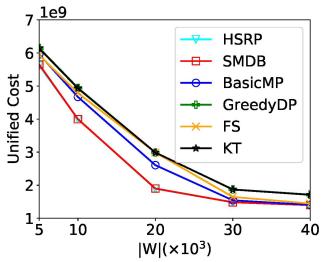 1e9
7
6
5
4
3
2
1
Unified Cost
HSRP
SMDB
BasicMP
GreedyDP
FS
KT
5 10 20 30 40
|W|(×10³)